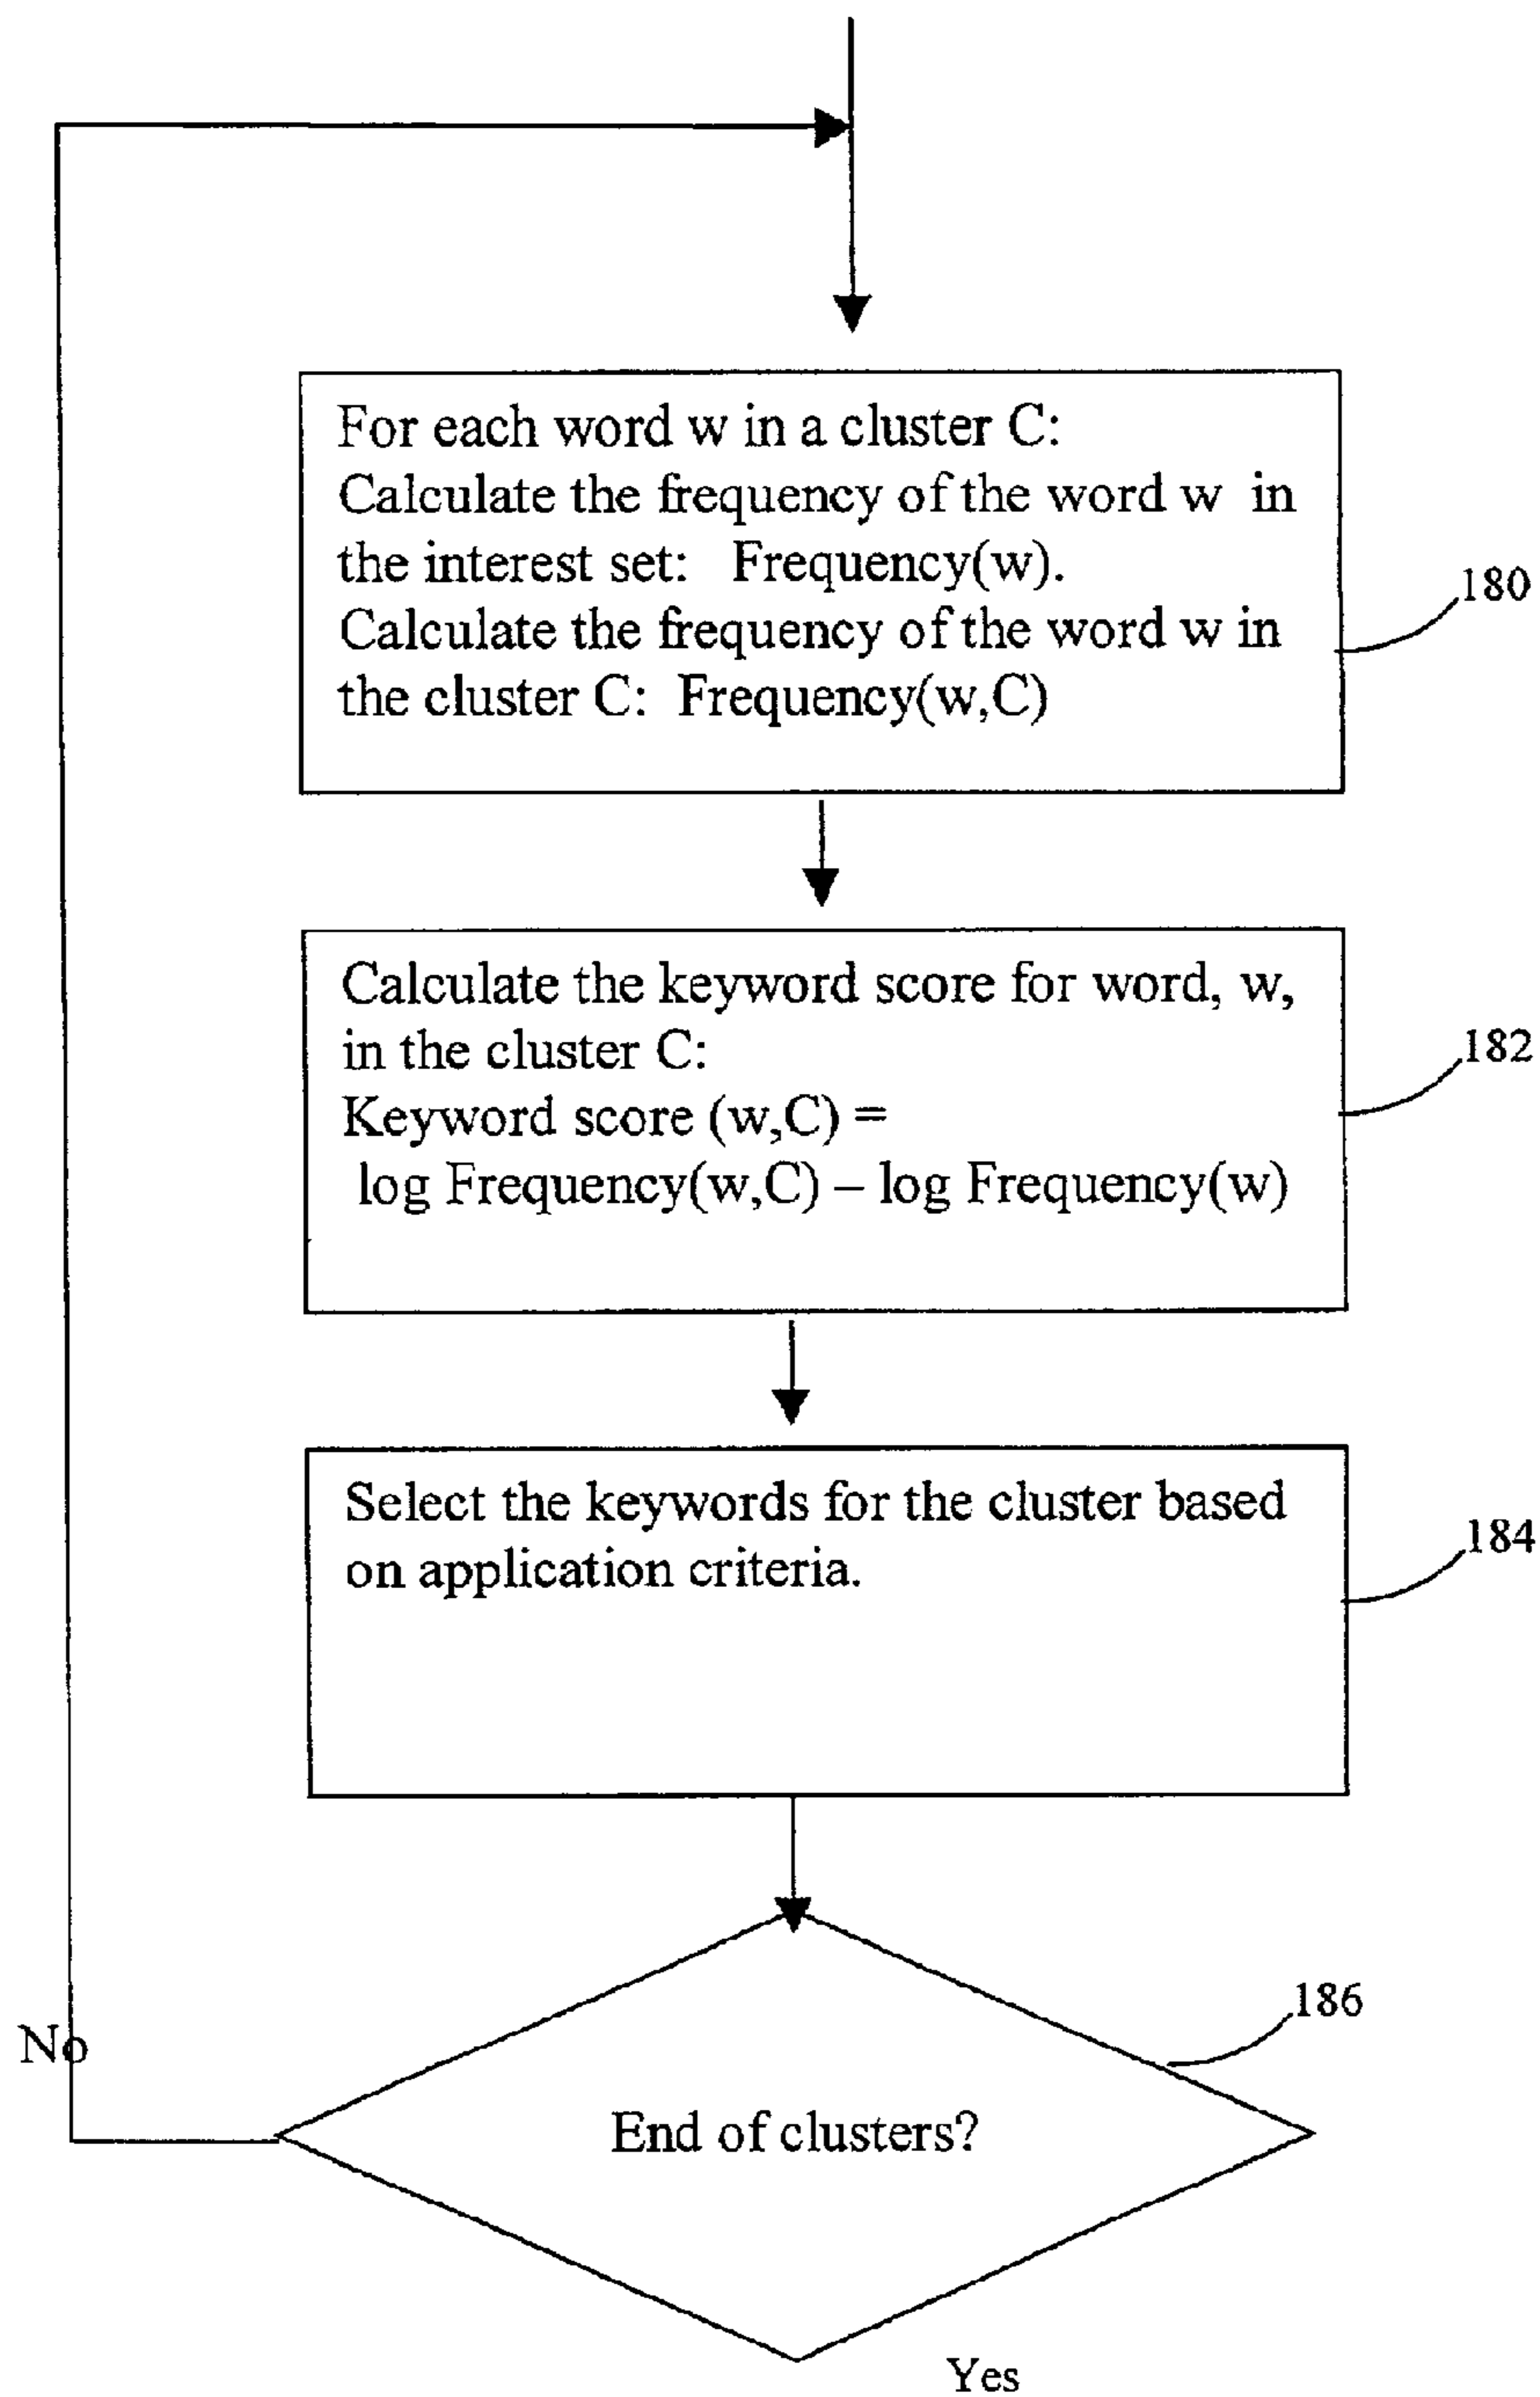 For each word w in a cluster C:
Calculate the frequency of the word w in
the interest set: Frequency(w).
Calculate the frequency of the word w in
the cluster C: Frequency(w,C)
180
Calculate the keyword score for word, w,
in the cluster C:
Keyword score (w,C) =
log Frequency(w,C) – log Frequency(w)
182
Select the keywords for the cluster based
on application criteria.
184
186
No
End of clusters?
Yes